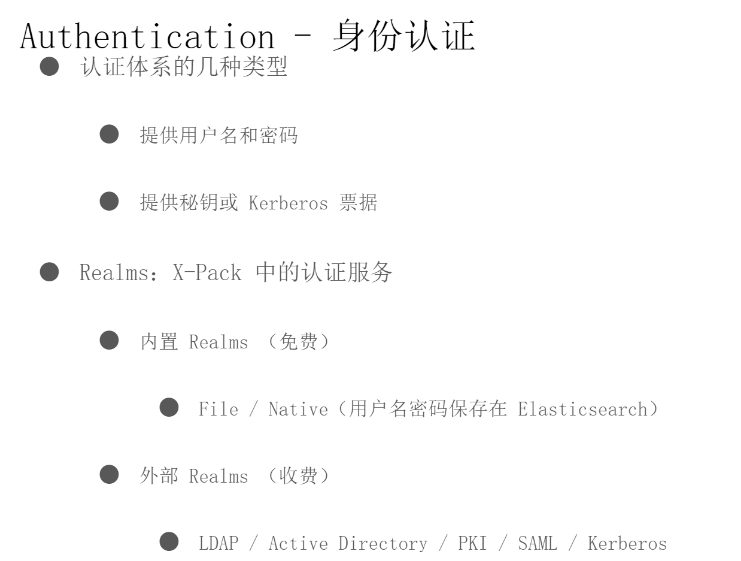 Authentication - 身份认证
认证体系的几种类型
提供用户名和密码
提供秘钥或 Kerberos 票据
Realms：X-Pack 中的认证服务
内置 Realms （免费）
File / Native（用户名密码保存在 Elasticsearch）
外部 Realms （收费）
LDAP / Active Directory / PKI / SAML / Kerberos